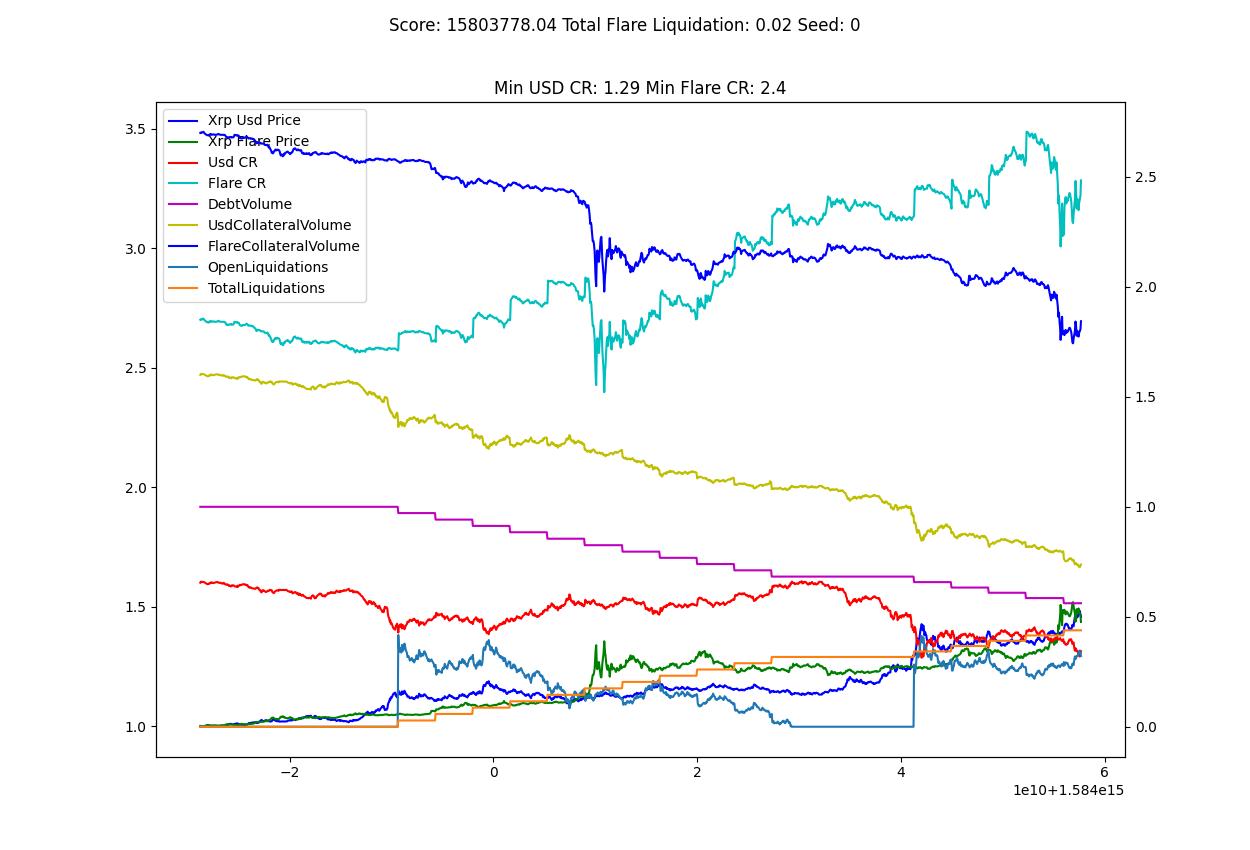 Score: 15803778.04 Total Flare Liquidation: 0.02 Seed: 0
Min USD CR: 1.29 Min Flare CR: 2.4
Xrp Usd Price
Xrp Flare Price
Usd CR
Flare CR
DebtVolume
UsdCollateralVolume
FlareCollateralVolume
OpenLiquidations
TotalLiquidations
3.5
3.0
2.5
2.0
1.5
1.0
2.5
2.0
1.5
1.0
0.5
0.0
−2 0 2 4 6
1e10+1.584e15